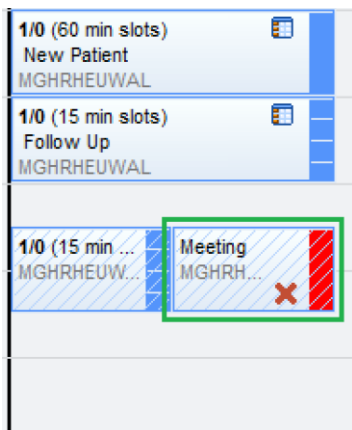 1/0 (60 min slots)
New Patient
MGHRHEUWAL
1/0 (15 min slots)
Follow Up
MGHRHEUWAL
1/0 (15 min ...
MGHRHEUW...
Meeting
MGHRH...